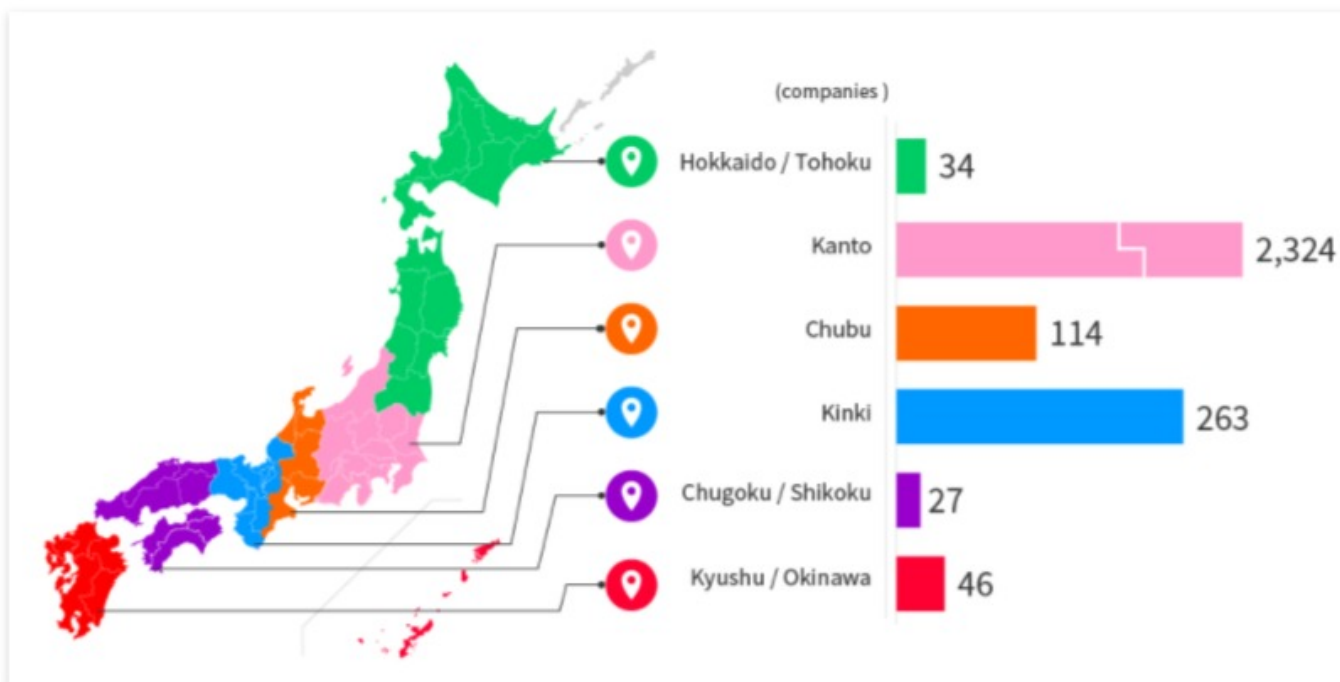 (companies )
Hokkaido / Tohoku 34
Kanto 2,324
Chubu 114
Kinki 263
Chugoku / Shikoku 27
Kyushu / Okinawa 46